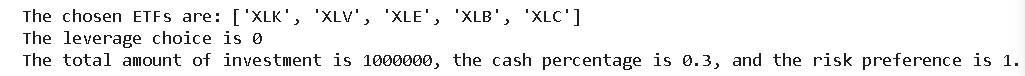 The chosen ETFs are: ['XLK', 'XLV', 'XLE', 'XLB', 'XLC']
The leverage choice is 0
The total amount of investment is 1000000, the cash percentage is 0.3, and the risk preference is 1.